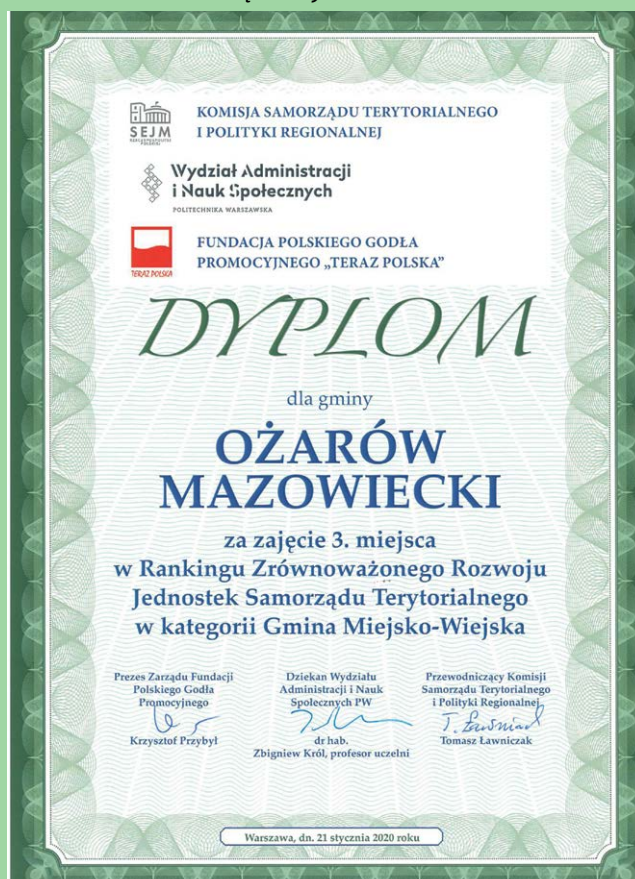 SEJM
RZECZYPOSPOLITEJ
POLSKIEJ
KOMISJA SAMORZĄDU TERYTORIALNEGO
I POLITYKI REGIONALNEJ
Wydział Administracji
i Nauk Społecznych
POLITECHNIKA WARSZAWSKA
TERAZ POLSKA
FUNDACJA POLSKIEGO GODŁA
PROMOCYJNEGO „TERAZ POLSKA”
DYPLOM
dla gminy
OŻARÓW
MAZOWIECKI
za zajęcie 3. miejsca
w Rankingu Zrównoważonego Rozwoju
Jednostek Samorządu Terytorialnego
w kategorii Gmina Miejsko-Wiejska
Prezes Zarządu Fundacji
Polskiego Godła
Promocyjnego
Krzysztof Przybył
Dziekan Wydziału
Administracji i Nauk
Społecznych PW
dr hab.
Zbigniew Król, profesor uczelni
Przewodniczący Komisji
Samorządu Terytorialnego
i Polityki Regionalnej
T. Ławniczak
Tomasz Ławniczak
Warszawa, dn. 21 stycznia 2020 roku